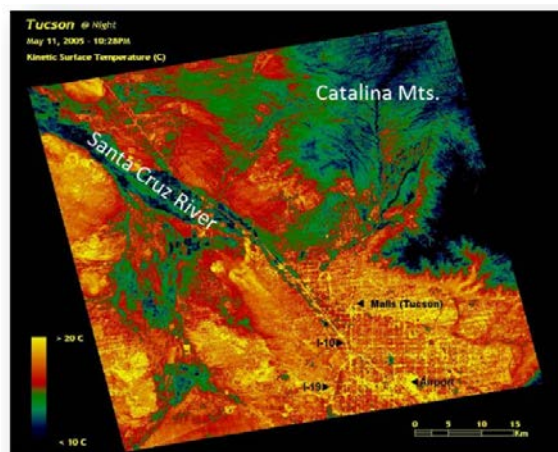 Tucson @ Night
May 11, 2005 - 10:28PM
Kinetic Surface Temperature (C)
Catalina Mts.
Santa Cruz River
Malls (Tucson)
> 20 C
I-10
I-19
Airport
< 10 C
0 5 10 15
Km